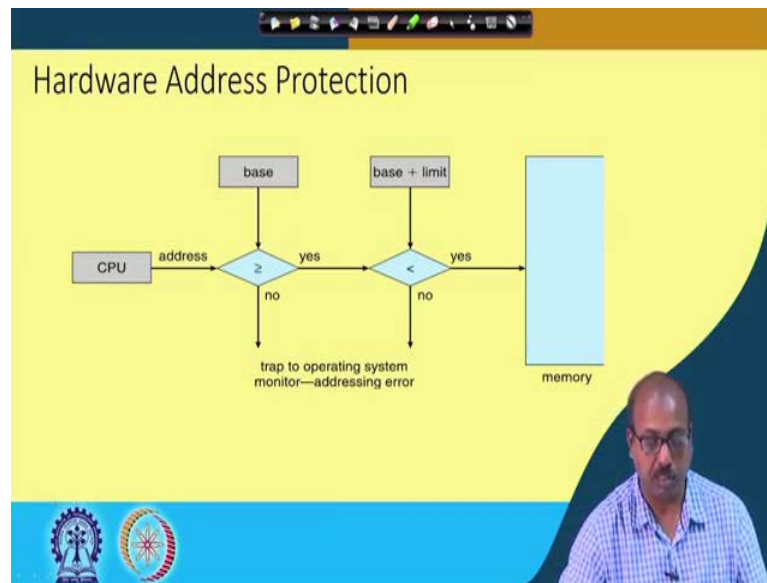 Hardware Address Protection
base
base + limit
CPU
address
≥
yes
<
yes
no
no
trap to operating system
monitor—addressing error
memory